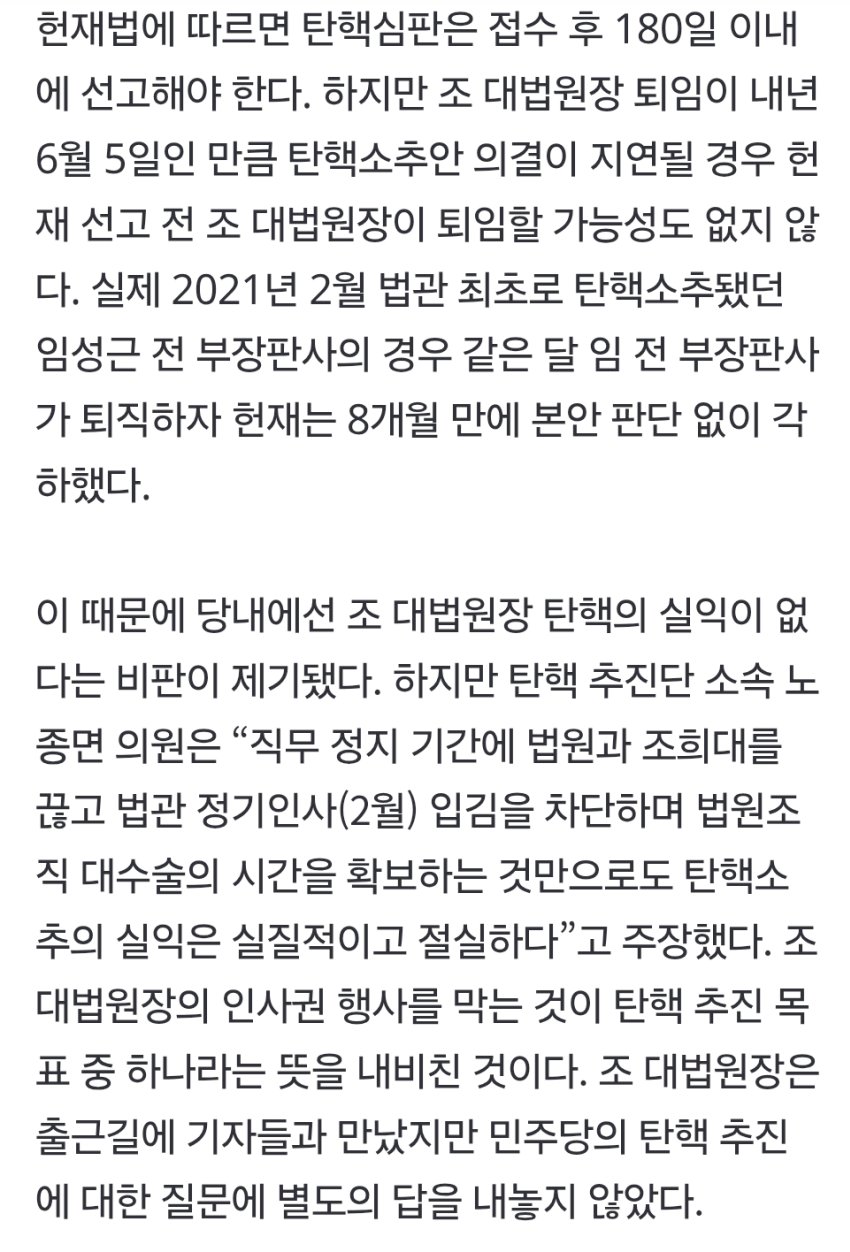 헌재법에 따르면 탄핵심판은 접수 후 180일 이내
에 선고해야 한다. 하지만 조 대법원장 퇴임이 내년
6월 5일인 만큼 탄핵소추안 의결이 지연될 경우 헌
재 선고 전 조 대법원장이 퇴임할 가능성도 없지 않
다. 실제 2021년 2월 법관 최초로 탄핵소추됐던
임성근 전 부장판사의 경우 같은 달 임 전 부장판사
가 퇴직하자 헌재는 8개월 만에 본안 판단 없이 각
하했다.
이 때문에 당내에선 조 대법원장 탄핵의 실익이 없
다는 비판이 제기됐다. 하지만 탄핵 추진단 소속 노
종면 의원은 “직무 정지 기간에 법원과 조희대를
끊고 법관 정기인사(2월) 입김을 차단하며 법원조
직 대수술의 시간을 확보하는 것만으로도 탄핵소
추의 실익은 실질적이고 절실하다”고 주장했다. 조
대법원장의 인사권 행사를 막는 것이 탄핵 추진 목
표 중 하나라는 뜻을 내비친 것이다. 조 대법원장은
출근길에 기자들과 만났지만 민주당의 탄핵 추진
에 대한 질문에 별도의 답을 내놓지 않았다.